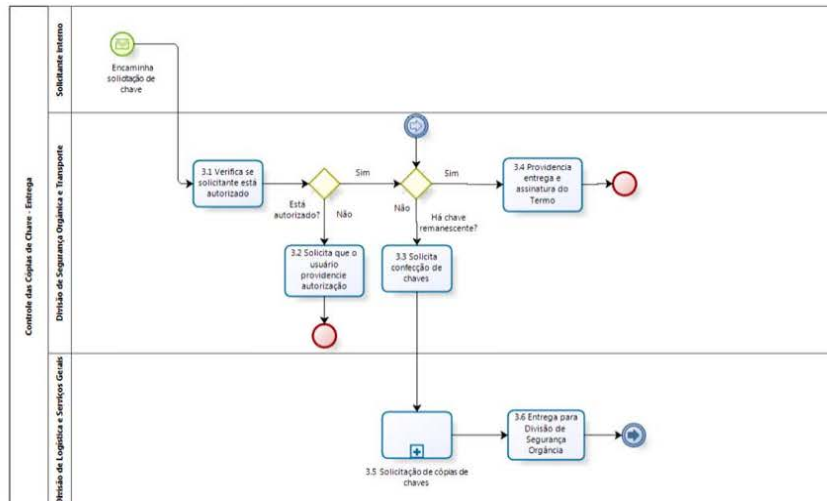 Controle das Cópias de Chave - Entrega
Solicitante Interno
Encaminha
solicitação de
chave
Divisão de Segurança Orgânica e Transporte
3.1 Verifica se
solicitante está
autorizado
Está
autorizado?
Sim
Não
3.2 Solicita que o
usuário
providencie
autorização
Sim
Não
Há chave
remanescente?
3.3 Solicita
confecção de
chaves
3.4 Providencia
entrega e
assinatura do
Termo
Divisão de Logística e Serviços Gerais
3.5 Solicitação de cópias de
chaves
3.6 Entrega para
Divisão de
Segurança
Orgância